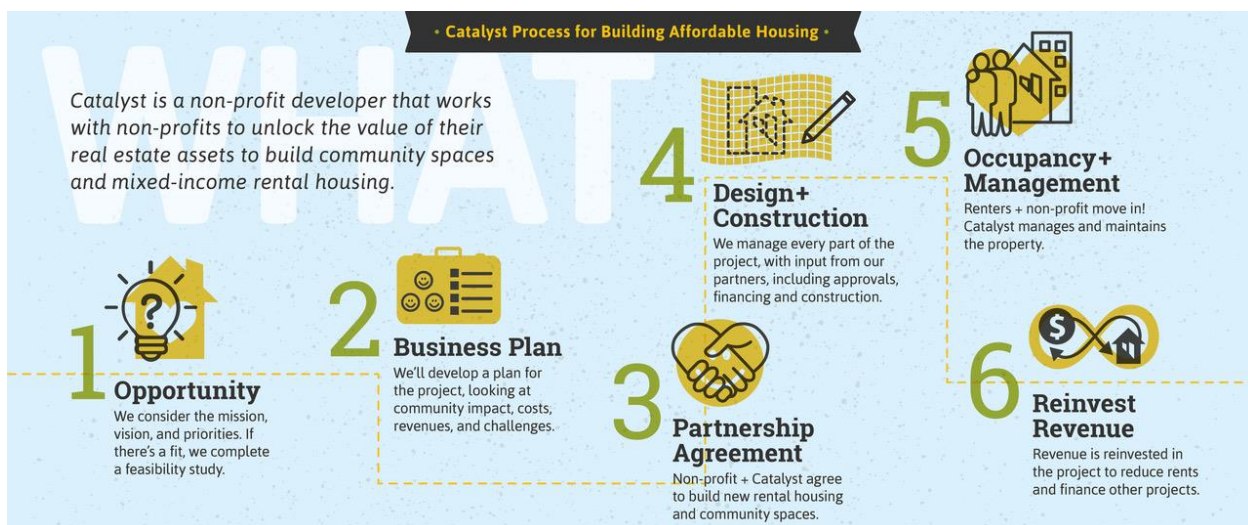 • Catalyst Process for Building Affordable Housing •
WHAT
Catalyst is a non-profit developer that works
with non-profits to unlock the value of their
real estate assets to build community spaces
and mixed-income rental housing.
1
Opportunity
We consider the mission,
vision, and priorities. If
there's a fit, we complete
a feasibility study.
2
Business Plan
We'll develop a plan for
the project, looking at
community impact, costs,
revenues, and challenges.
3
Partnership
Agreement
Non-profit + Catalyst agree
to build new rental housing
and community spaces.
4
Design+
Construction
We manage every part of the
project, with input from our
partners, including approvals,
financing and construction.
5
Occupancy+
Management
Renters + non-profit move in!
Catalyst manages and maintains
the property.
6
Reinvest
Revenue
Revenue is reinvested in
the project to reduce rents
and finance other projects.
?
$